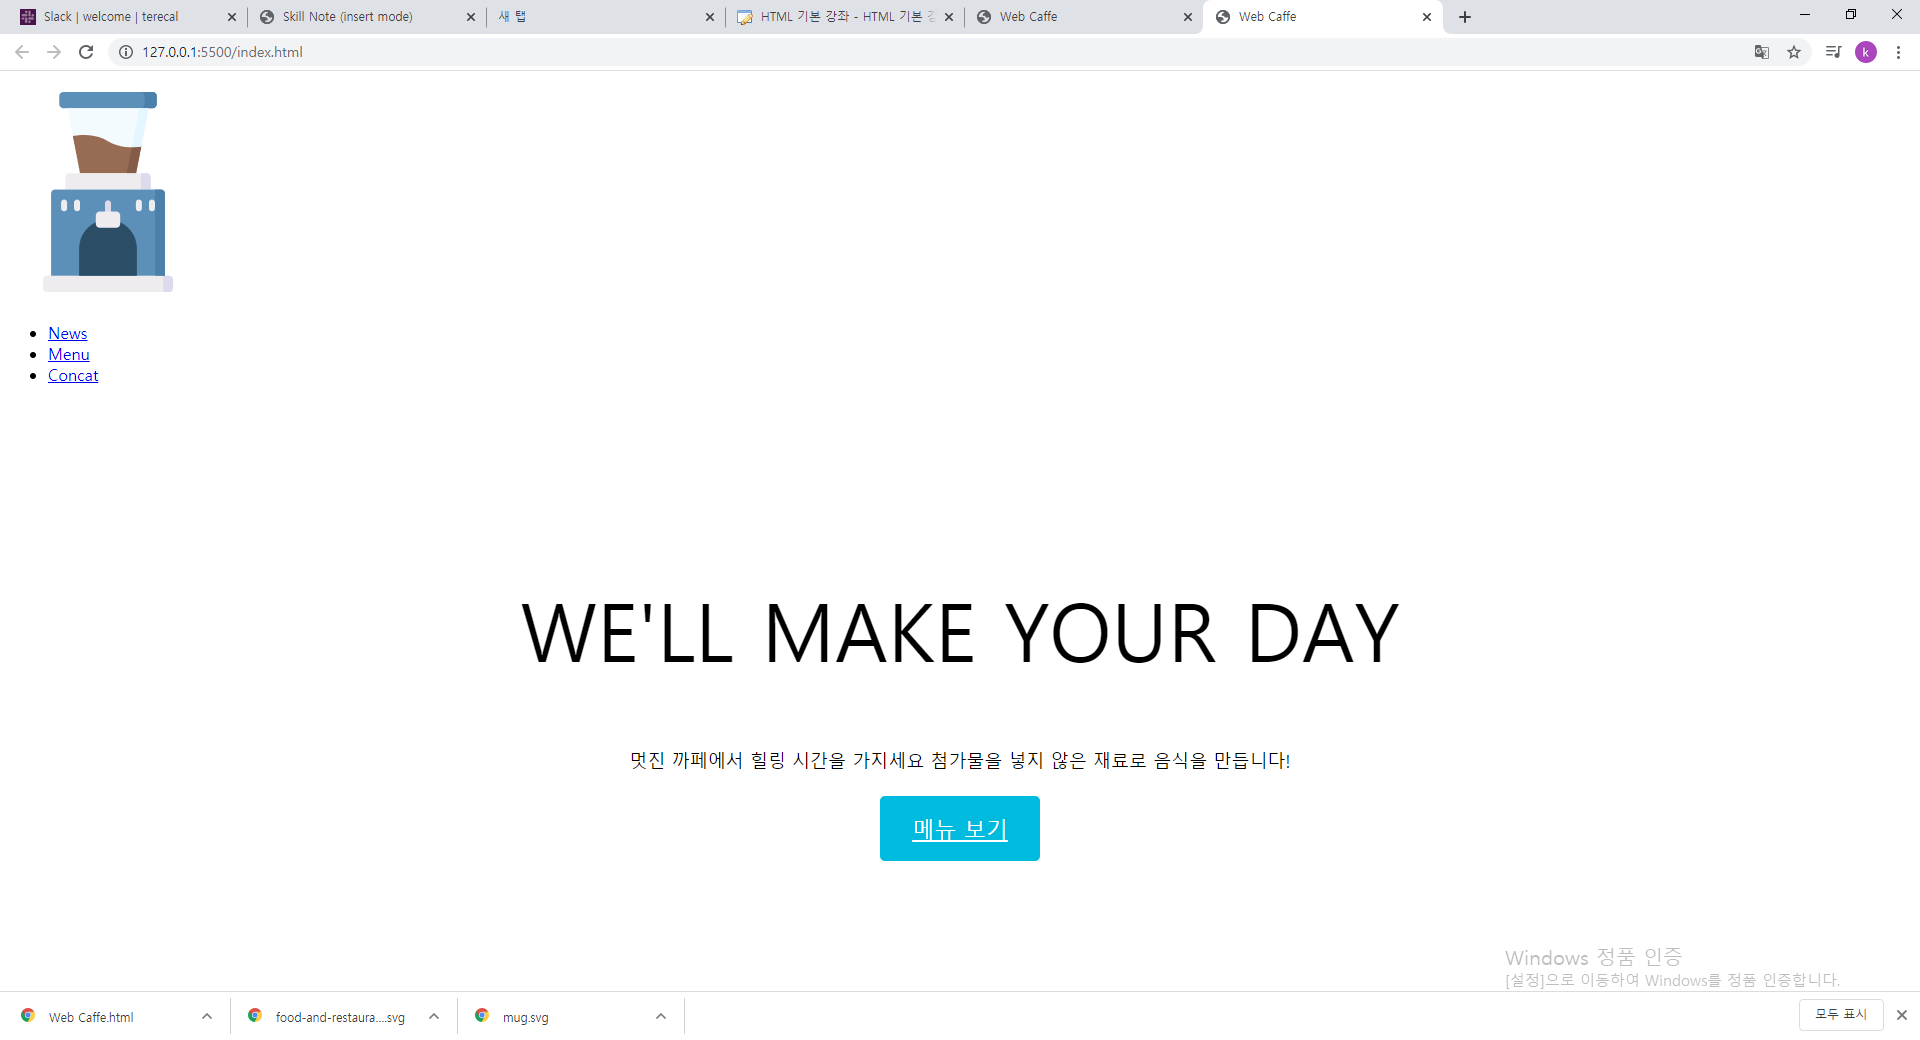 Slack | welcome | terecal
Skill Note (insert mode)
새 탭
HTML 기본 강좌 - HTML 기본
Web Caffe
Web Caffe
127.0.0.1:5500/index.html
k
News
Menu
Concat
WE'LL MAKE YOUR DAY
멋진 까페에서 힐링 시간을 가지세요 첨가물을 넣지 않은 재료로 음식을 만듭니다!
메뉴 보기
Windows 정품 인증
[설정]으로 이동하여 Windows를 정품 인증합니다.
Web Caffe.html
food-and-restaura....svg
mug.svg
모두 표시